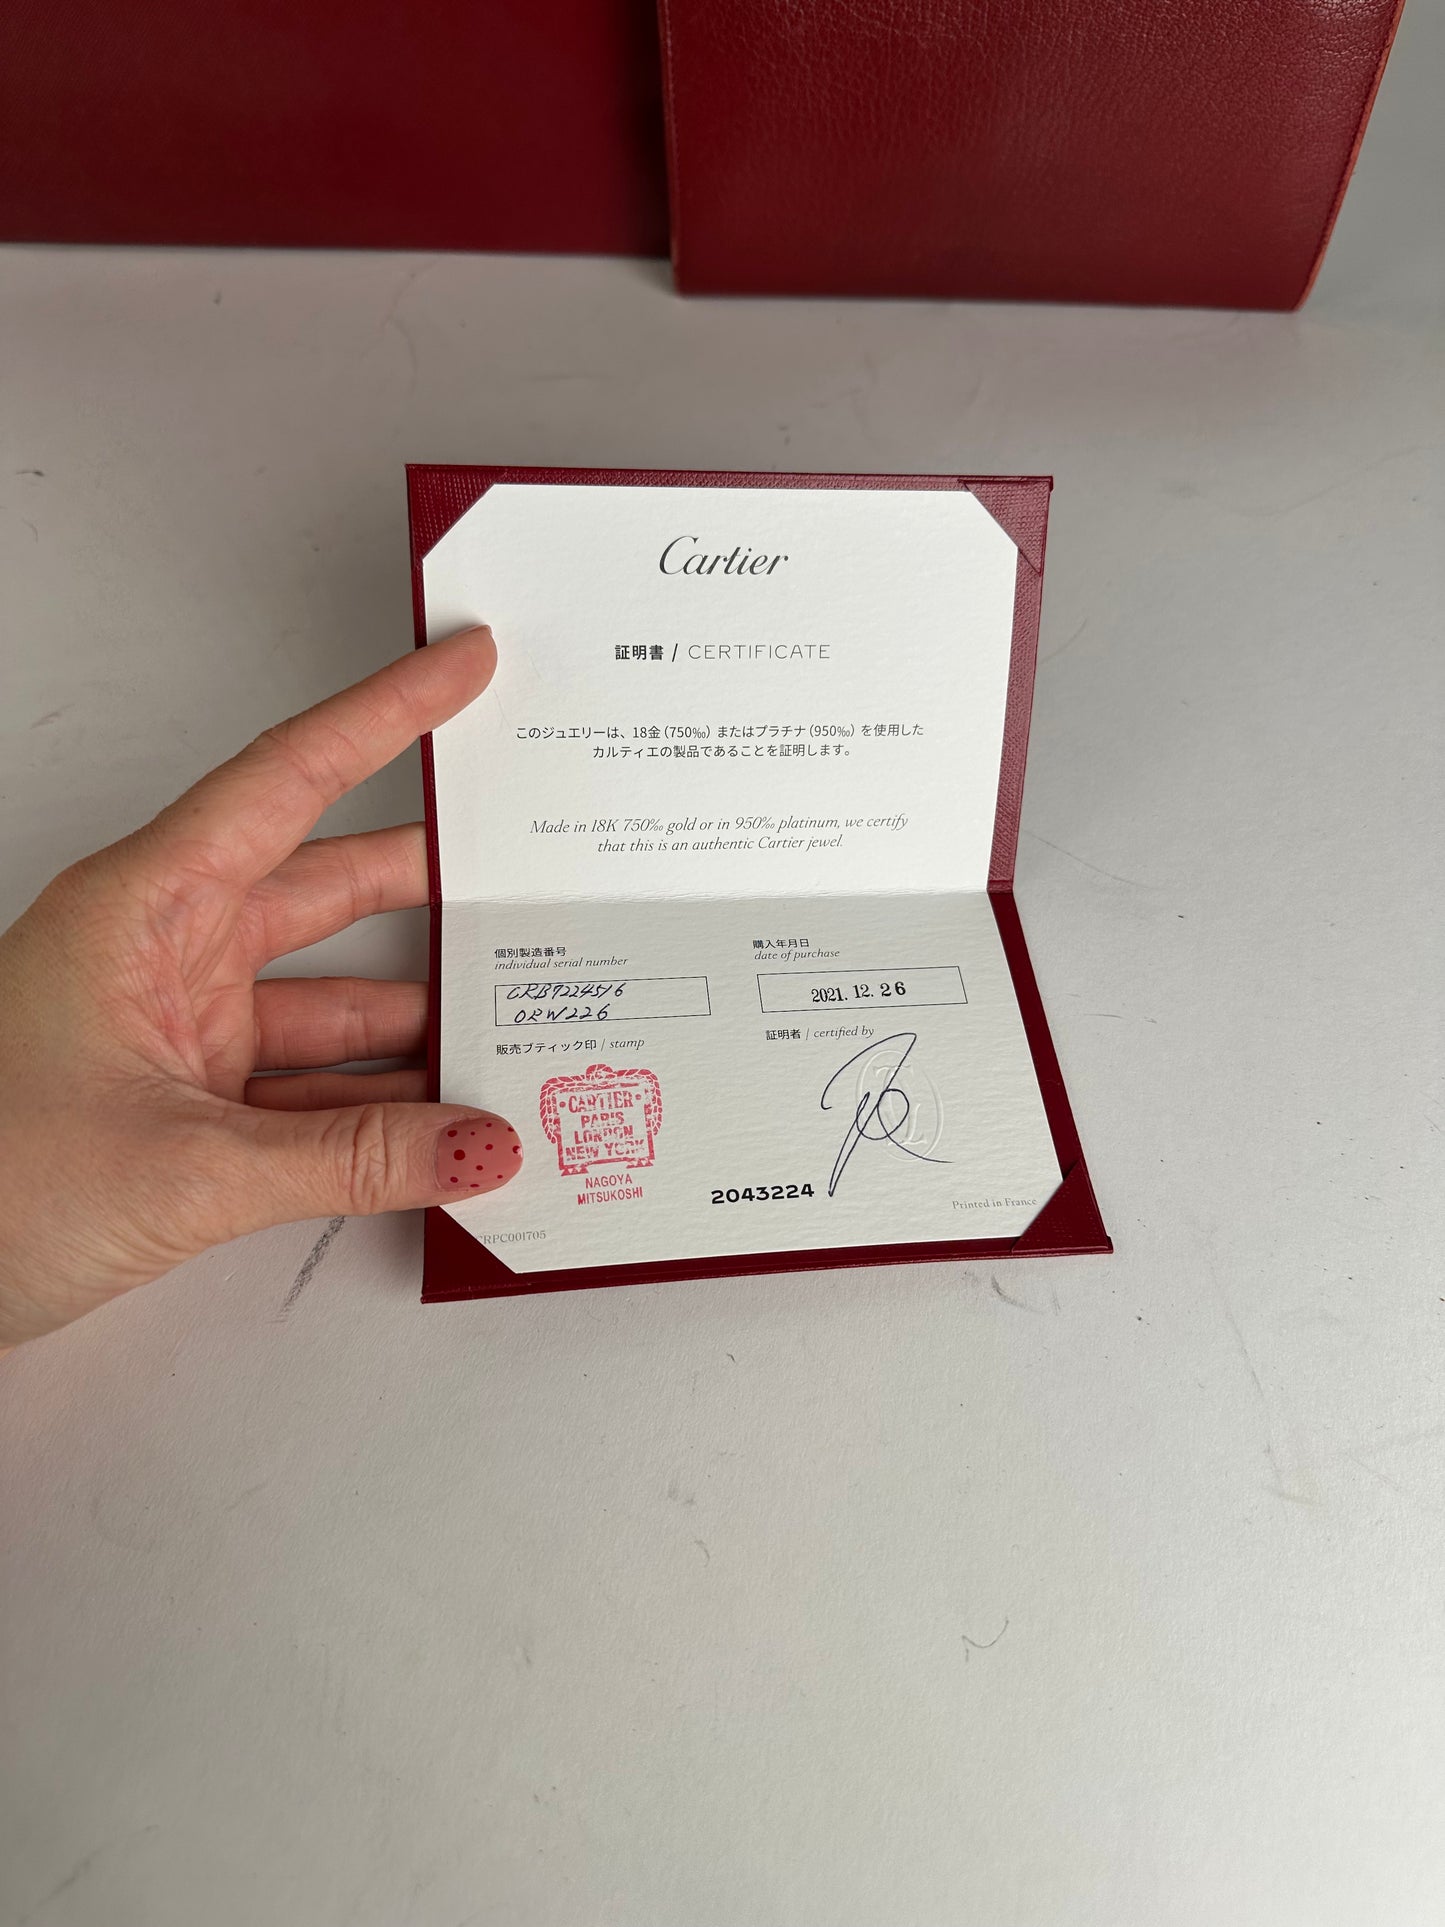 Cartier
証明書 / CERTIFICATE
このジュエリーは、18金（750‰）またはプラチナ（950‰）を使用した
カルティエの製品であることを証明します。
Made in 18K 750‰ gold or in 950‰ platinum, we certify
that this is an authentic Cartier jewel.
個別製造番号
individual serial number
CRB7224516
ORW226
購入年月日
date of purchase
2021. 12. 26
販売ブティック印 / stamp
CARTIER
PARIS
LONDON
NEW YORK
NAGOYA
MITSUKOSHI
証明者 / certified by
2043224
Printed in France
CRPC001705